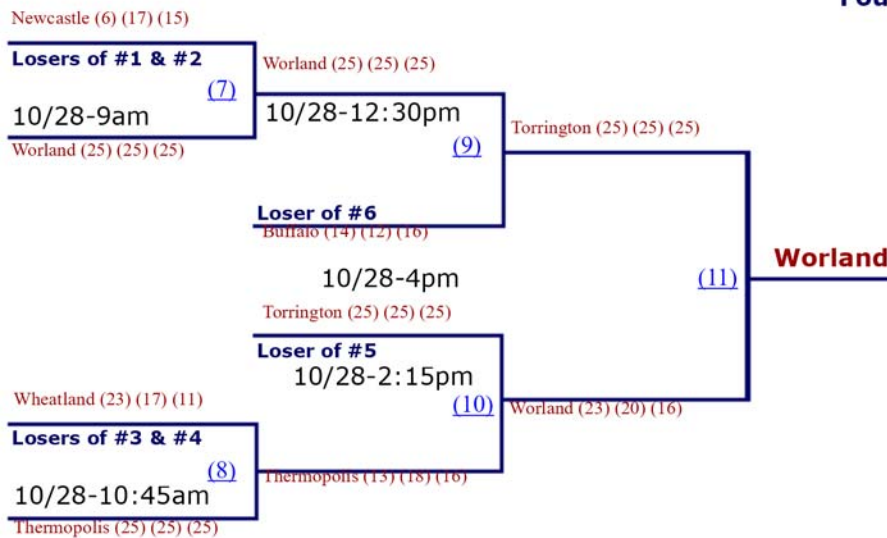 Newcastle (6) (17) (15)
Losers of #1 & #2
Worland (25) (25) (25)
(7)
10/28-9am
10/28-12:30pm
Torrington (25) (25) (25)
Worland (25) (25) (25)
(9)
Loser of #6
Buffalo (14) (12) (16)
Worland
10/28-4pm
(11)
Torrington (25) (25) (25)
Loser of #5
10/28-2:15pm
Wheatland (23) (17) (11)
(10)
Worland (23) (20) (16)
Losers of #3 & #4
(8)
Thermopolis (13) (18) (16)
10/28-10:45am
Thermopolis (25) (25) (25)